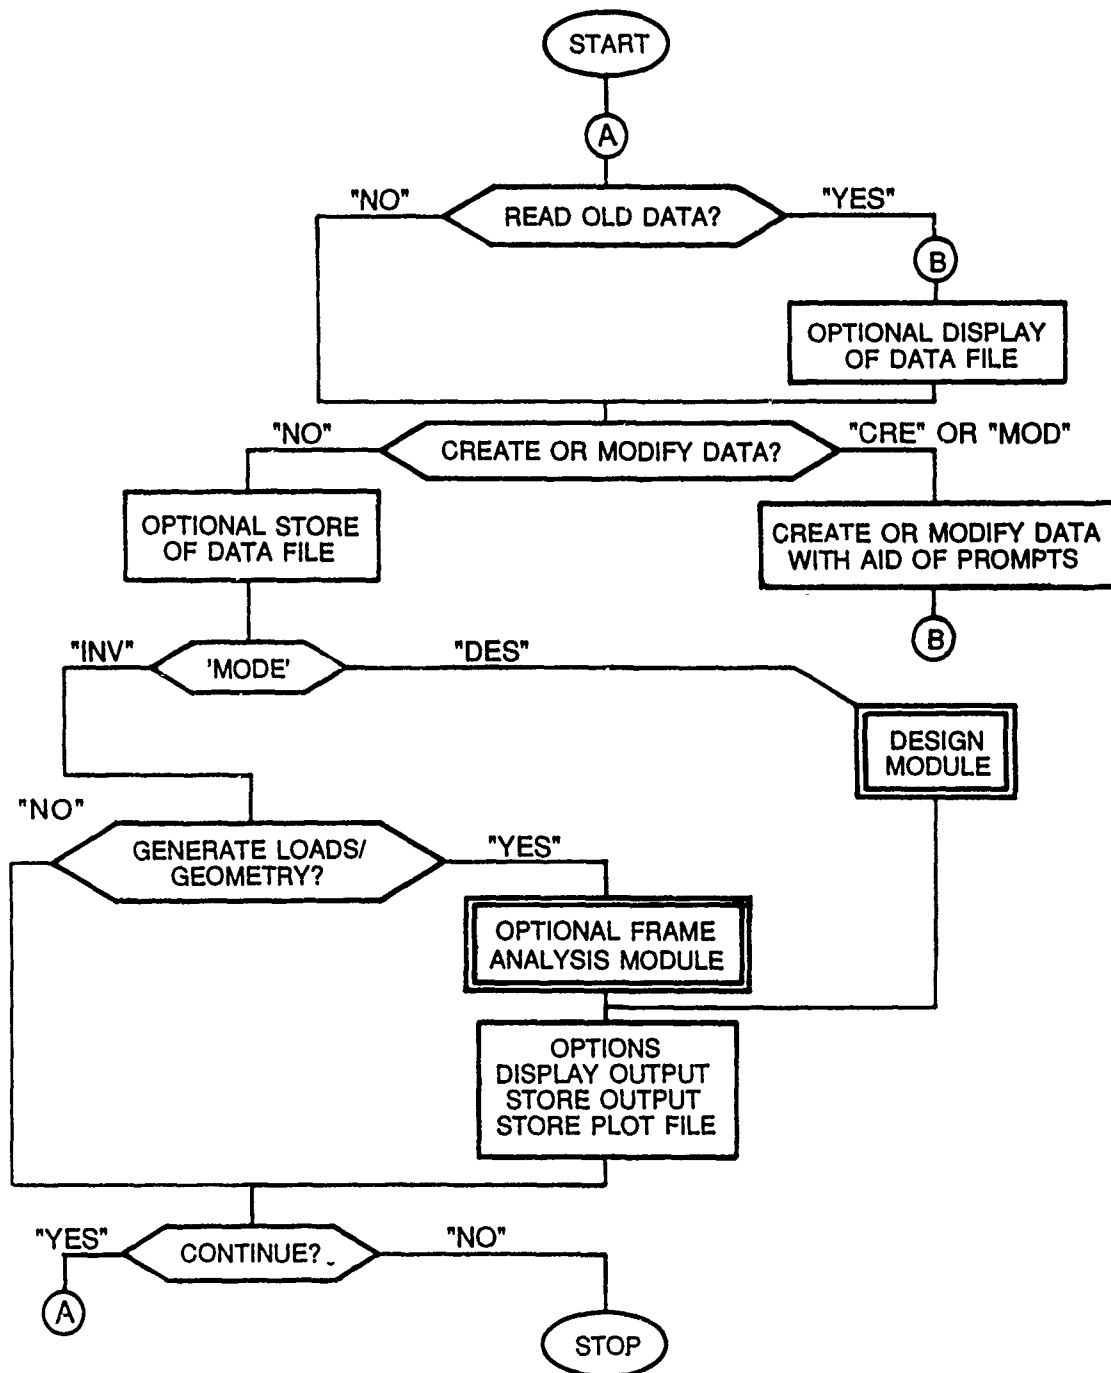 START
A
"NO"
READ OLD DATA?
"YES"
B
OPTIONAL DISPLAY
OF DATA FILE
"NO"
CREATE OR MODIFY DATA?
"CRE" OR "MOD"
OPTIONAL STORE
OF DATA FILE
CREATE OR MODIFY DATA
WITH AID OF PROMPTS
B
"INV"
'MODE'
"DES"
DESIGN
MODULE
"NO"
GENERATE LOADS/
GEOMETRY?
"YES"
OPTIONAL FRAME
ANALYSIS MODULE
OPTIONS
DISPLAY OUTPUT
STORE OUTPUT
STORE PLOT FILE
"YES"
CONTINUE?
"NO"
A
STOP